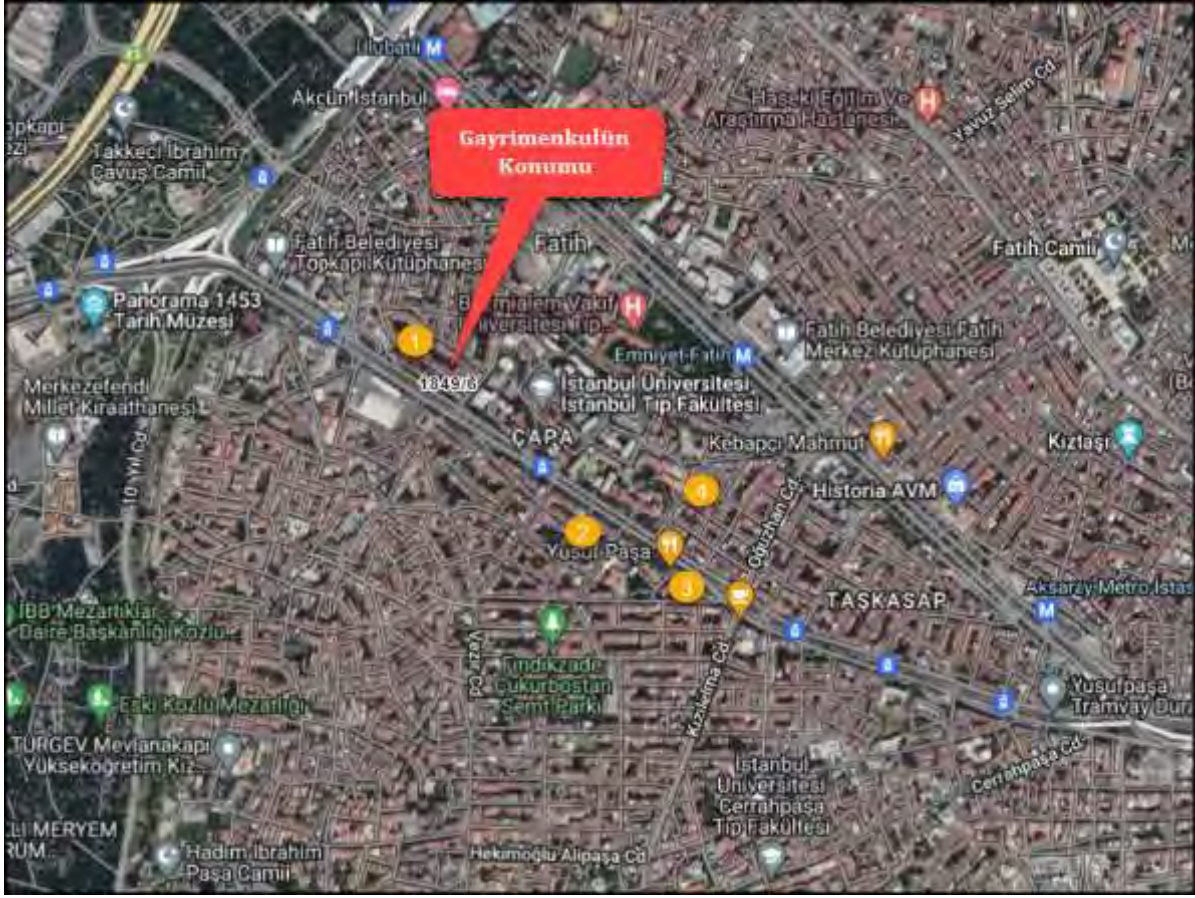 Ulubatlı
Akgün İstanbul
Haseki Eğitim Ve
Araştırma Hastanesi
Yavuz Selim Cd
Gayrimenkulün
Konumu
Takkeci İbrahim
Çavuş Camii
Fatih Belediyesi
Topkapı Kütüphanesi
Fatih
Fatih Camii
Panorama 1453
Tarih Müzesi
1
Vakıf
Emniyet-Fatih
Fatih Belediyesi Fatih
Merkez Kütüphanesi
1849/6
İstanbul Üniversitesi
İstanbul Tıp Fakültesi
Merkezefendi
Millet Kıraathanesi
10. Yıl Cd.
ÇAPA
Kebapçı Mahmut
Kıztaşı
4
Historia AVM
Oğuzhan Cd.
2
Yusuf Paşa
3
TAŞKASAP
Aksaray Metro İstas
İBB Mezarlıklar
Daire Başkanlığı Kozlu...
Vezir Cd
Fındıkzade
Çukurbostan
Semt Parkı
Kızılelma Cd
Eski Kozlu Mezarlığı
Yusufpaşa
Tramvay Dura
TÜRGEV Mevlanakapı
Yükseköğretim Kız...
Cerrahpaşa Cd.
İstanbul
Üniversitesi
Cerrahpaşa
Tıp Fakültesi
MERYEM
Hadım İbrahim
Paşa Camii
Hekimoğlu Alipaşa Cd